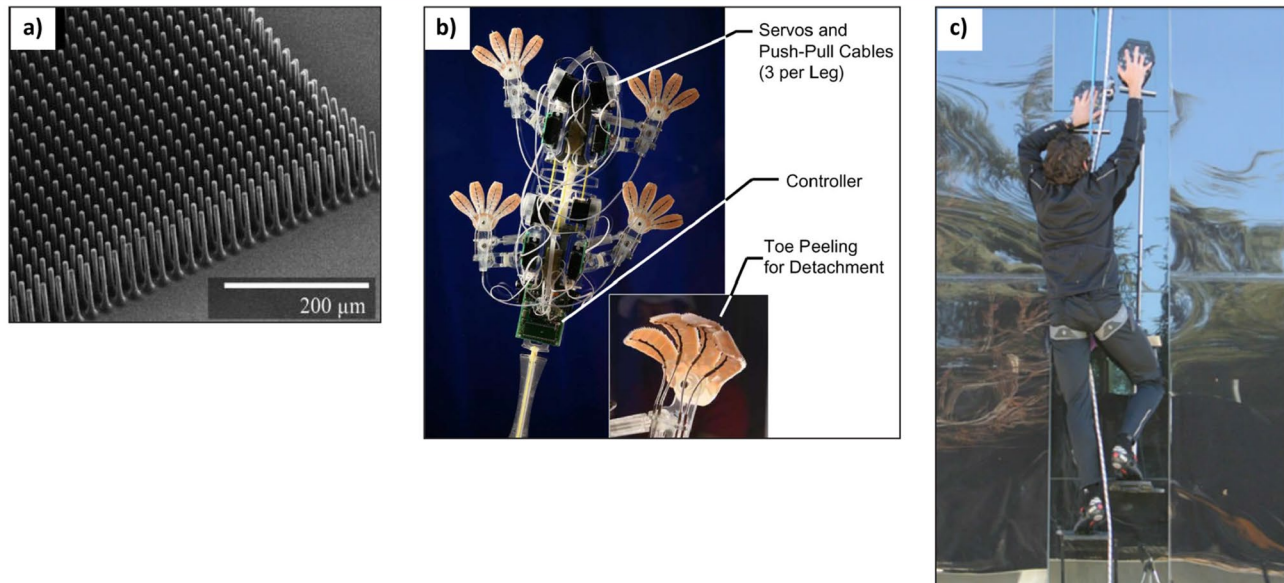 a)
200 µm
b)
Servos and
Push-Pull Cables
(3 per Leg)
Controller
Toe Peeling
for Detachment
c)